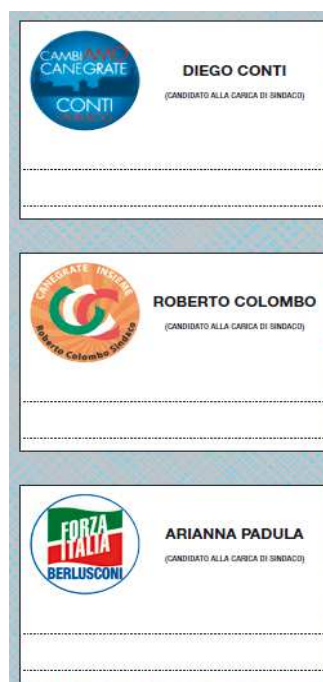 CAMBIAMO
CANEGRATE
CONTI
SINDACO
DIEGO CONTI
(CANDIDATO ALLA CARICA DI SINDACO)
CANEGRATE INSIEME
Roberto Colombo Sindaco
ROBERTO COLOMBO
(CANDIDATO ALLA CARICA DI SINDACO)
FORZA
ITALIA
BERLUSCONI
ARIANNA PADULA
(CANDIDATO ALLA CARICA DI SINDACO)